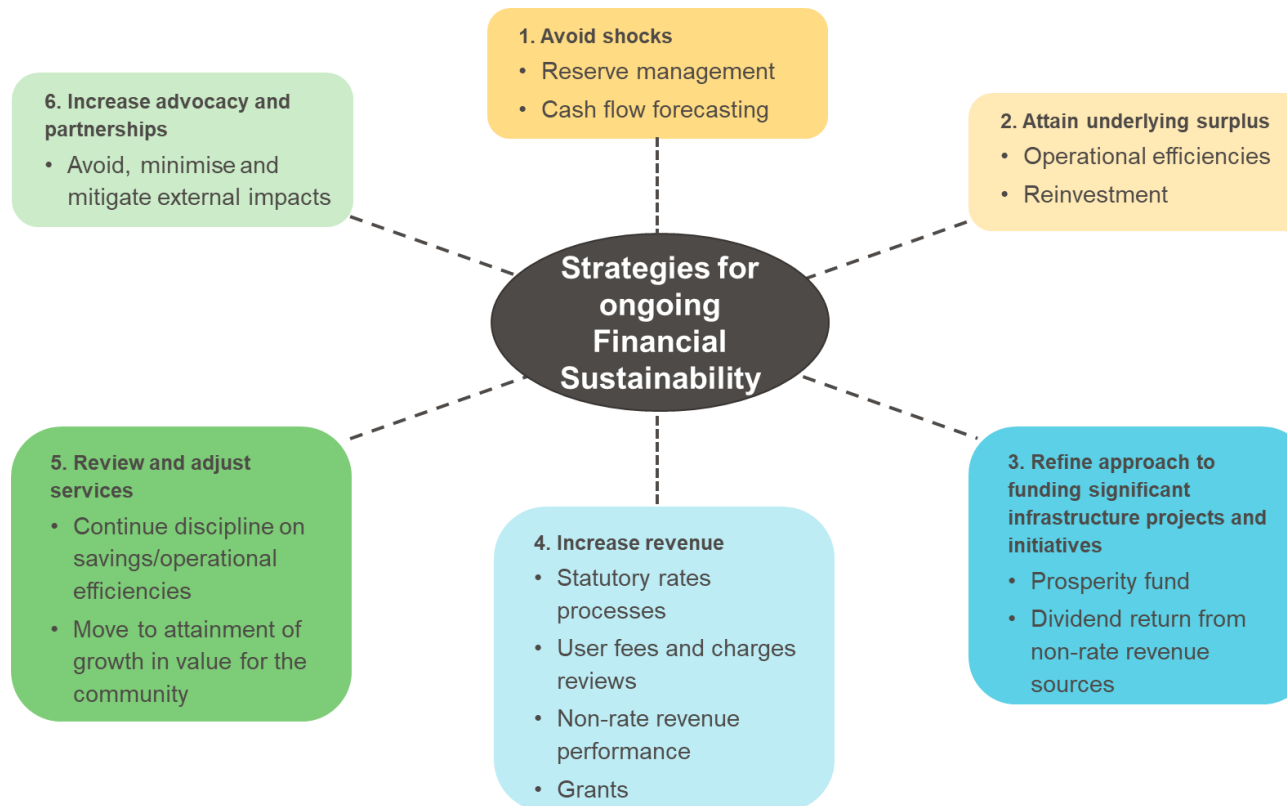 Strategies for
ongoing
Financial
Sustainability
1. Avoid shocks
• Reserve management
• Cash flow forecasting
2. Attain underlying surplus
• Operational efficiencies
• Reinvestment
3. Refine approach to
funding significant
infrastructure projects and
initiatives
• Prosperity fund
• Dividend return from
non-rate revenue
sources
4. Increase revenue
• Statutory rates
processes
• User fees and charges
reviews
• Non-rate revenue
performance
• Grants
5. Review and adjust
services
• Continue discipline on
savings/operational
efficiencies
• Move to attainment of
growth in value for the
community
6. Increase advocacy and
partnerships
• Avoid, minimise and
mitigate external impacts